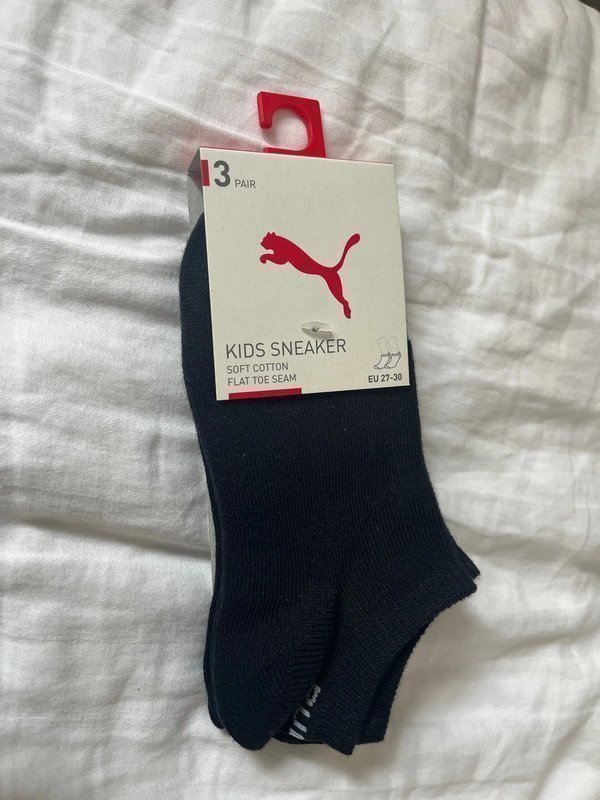 3 PAIR
KIDS SNEAKER
SOFT COTTON
FLAT TOE SEAM
EU 27-30